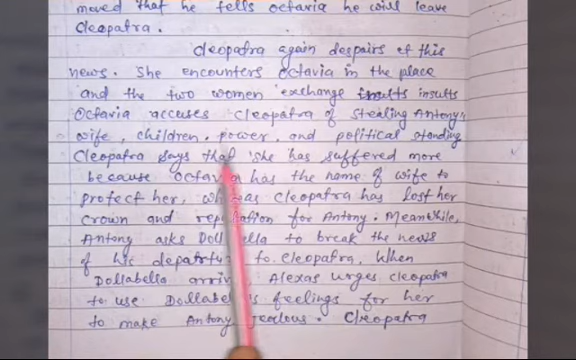 moved that he tells octavia he will leave
Cleopatra.
Cleopatra again despairs of this
news. She encounters Octavia in the place
and the two women exchange insults
Octavia accuses Cleopatra of stealing Antony's
wife, children, power, and political standing
Cleopatra says that she has suffered more
because Octavia has the name of wife to
protect her, whereas Cleopatra has lost her
crown and reputation for Antony. Meanwhile,
Antony asks Dollabella to break the news
of his departure to Cleopatra, When
Dollabella arrives Alexas urges cleopatra
to use Dollabella's feelings for her
to make Antony jealous. Cleopatra